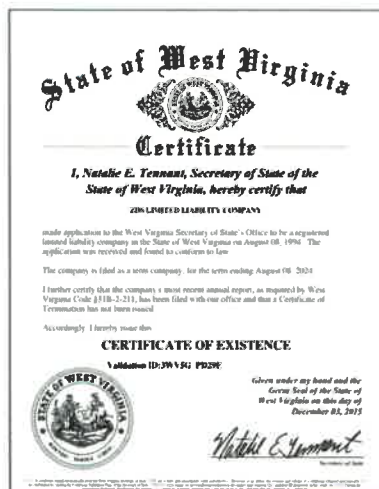 State of West Virginia
Certificate
I, Natalie E. Tennant, Secretary of State of the
State of West Virginia, hereby certify that
ZDS LIMITED LIABILITY COMPANY
made application to the West Virginia Secretary of State's Office to be a registered
limited liability company in the State of West Virginia on August 08, 1994. The
application was received and found to conform to law.
The company is filed as a term company, for the term ending August 08, 2024.
I further certify that the company's most recent annual report, as required by West
Virginia Code §31B-2-211, has been filed with our office and that a Certificate of
Termination has not been issued.
Accordingly, I hereby issue this
CERTIFICATE OF EXISTENCE
Validation ID:3WV5G_PD29E
Given under my hand and the
Great Seal of the State of
West Virginia on this day of
December 03, 2015
STATE OF WEST VIRGINIA
Natalie E. Tennant
Secretary of State